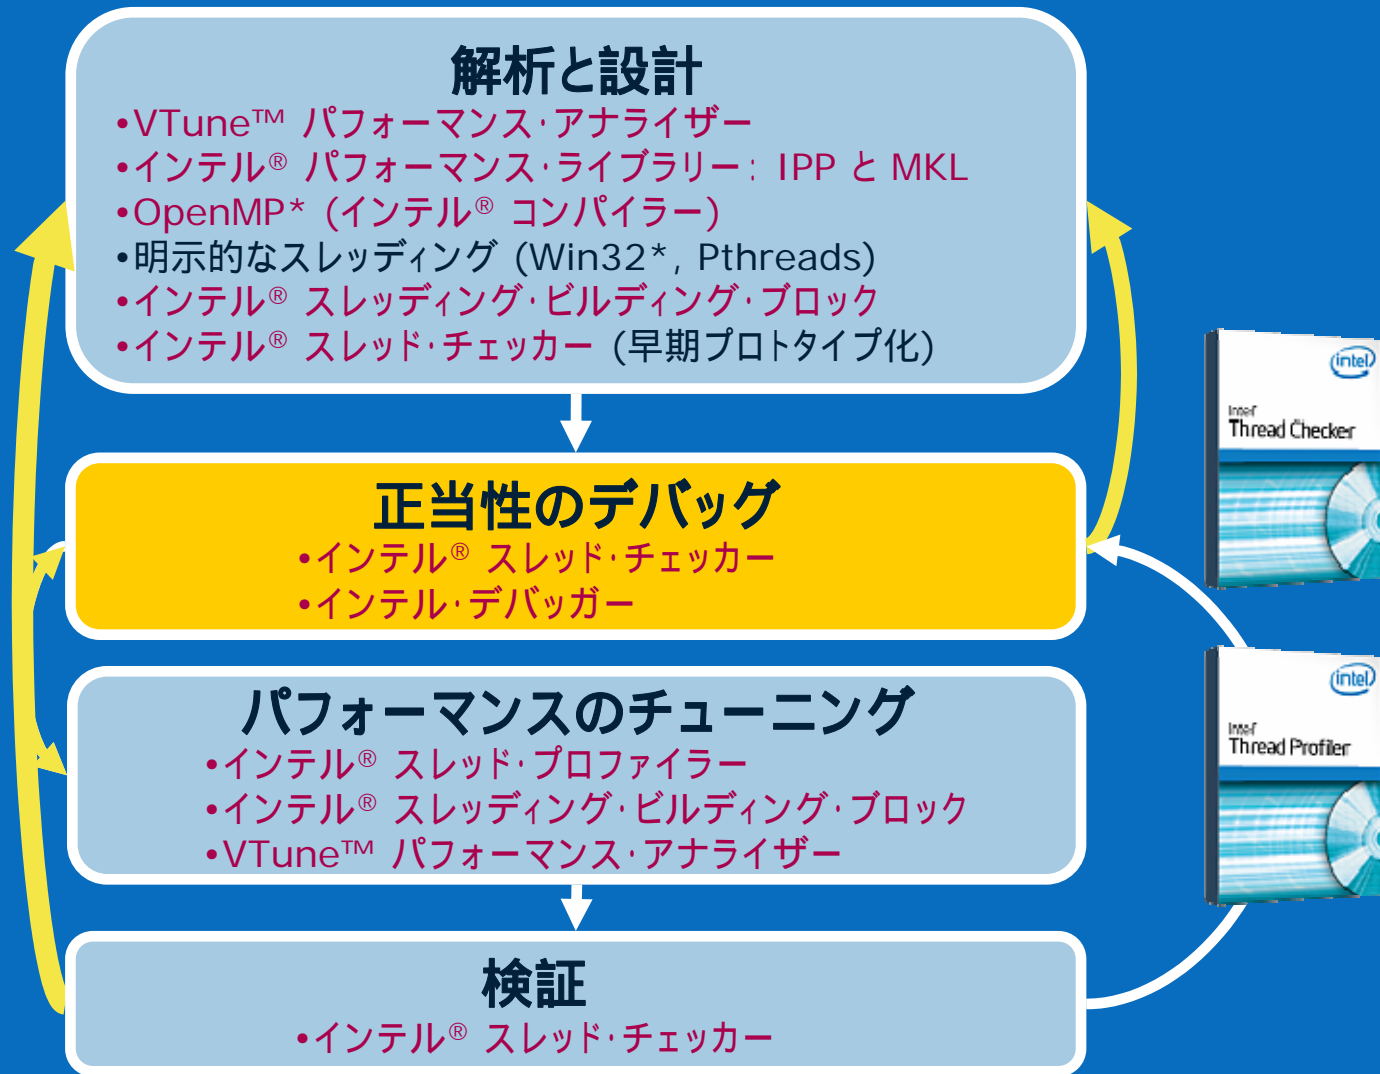 解析と設計
•VTune™ パフォーマンス・アナライザー
•インテル® パフォーマンス・ライブラリー: IPP と MKL
•OpenMP* (インテル® コンパイラー)
•明示的なスレッディング (Win32*, Pthreads)
•インテル® スレッディング・ビルディング・ブロック
•インテル® スレッド・チェッカー (早期プロトタイプ化)
正当性のデバッグ
•インテル® スレッド・チェッカー
•インテル・デバッガー
パフォーマンスのチューニング
•インテル® スレッド・プロファイラー
•インテル® スレッディング・ビルディング・ブロック
•VTune™ パフォーマンス・アナライザー
検証
•インテル® スレッド・チェッカー
intel
Intel®
Thread Checker
intel
Intel®
Thread Profiler